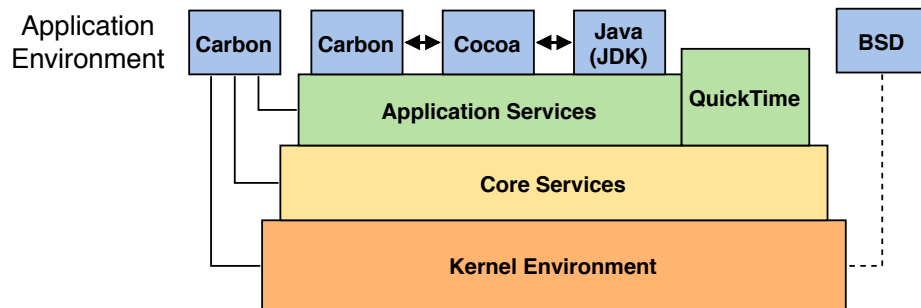 Application
Environment
Carbon
Carbon
Cocoa
Java
(JDK)
BSD
QuickTime
Application Services
Core Services
Kernel Environment